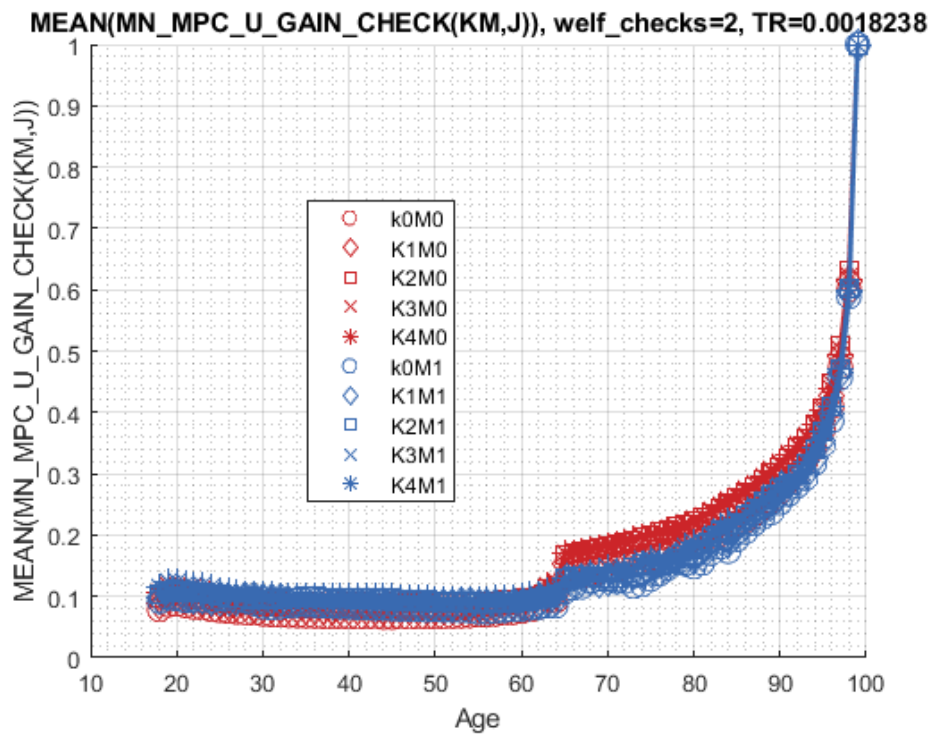 MEAN(MN_MPC_U_GAIN_CHECK(KM,J)), welf_checks=2, TR=0.0018238
MEAN(MN_MPC_U_GAIN_CHECK(KM,J))
1
0.9
0.8
0.7
0.6
0.5
0.4
0.3
0.2
0.1
0
k0M0
K1M0
K2M0
K3M0
K4M0
k0M1
K1M1
K2M1
K3M1
K4M1
10 20 30 40 50 60 70 80 90 100
Age